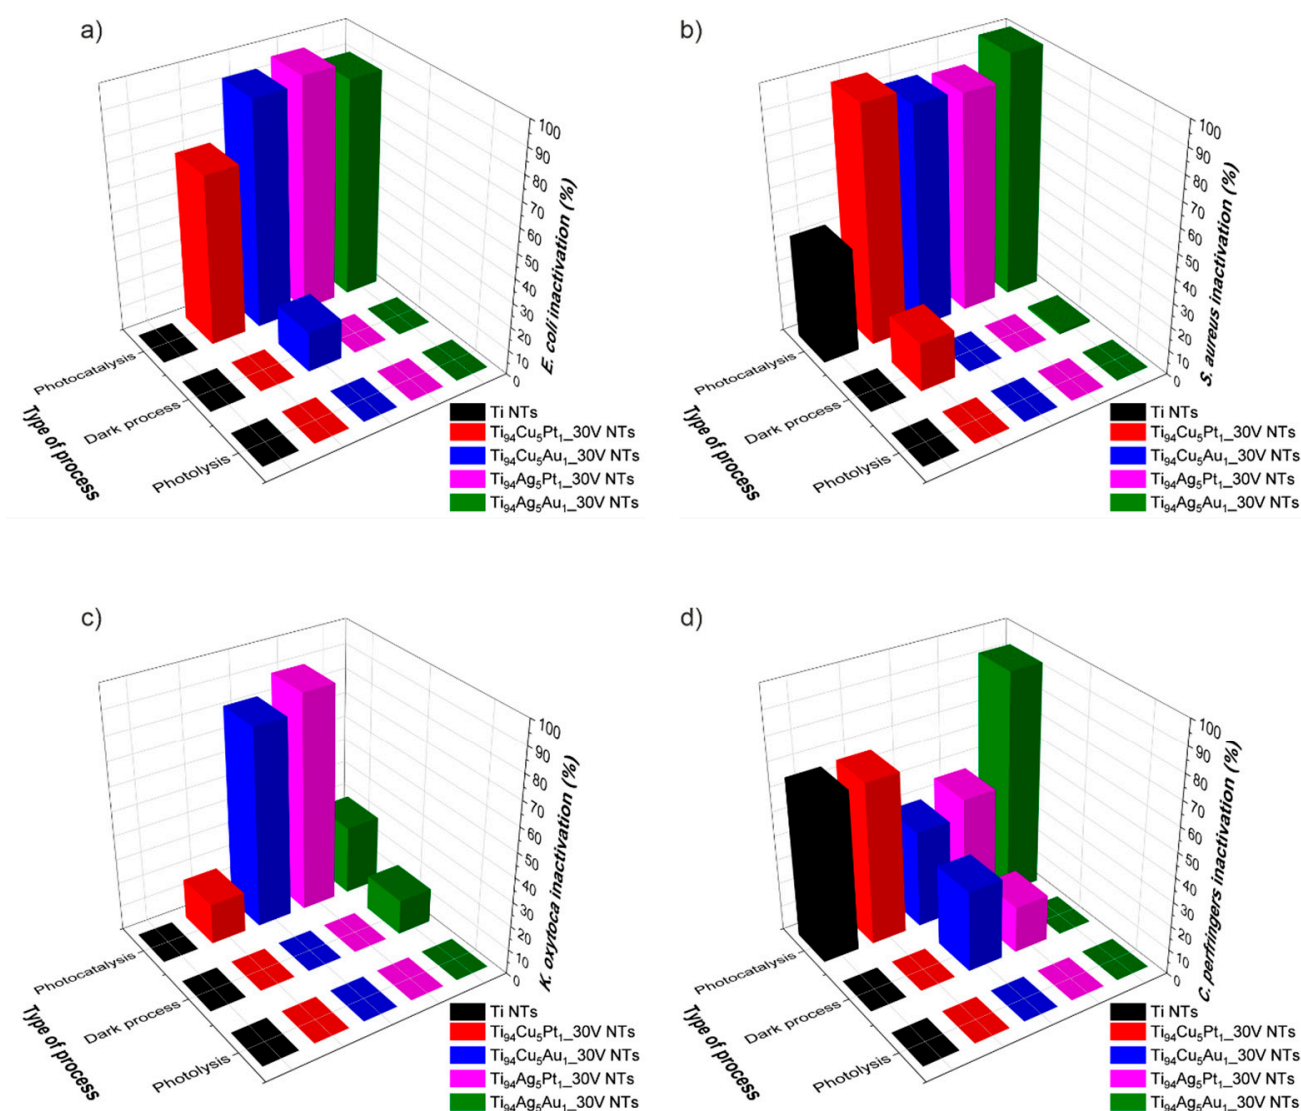 a)
100
90
80
70
60
50
40
30
20
10
0
E. coli inactivation (%)
Photocatalysis
Dark process
Photolysis
Type of process
Ti NTs
Ti₉₄Cu₅Pt₁_30V NTs
Ti₉₄Cu₅Au₁_30V NTs
Ti₉₄Ag₅Pt₁_30V NTs
Ti₉₄Ag₅Au₁_30V NTs
b)
100
90
80
70
60
50
40
30
20
10
0
S. aureus inactivation (%)
Photocatalysis
Dark process
Photolysis
Type of process
Ti NTs
Ti₉₄Cu₅Pt₁_30V NTs
Ti₉₄Cu₅Au₁_30V NTs
Ti₉₄Ag₅Pt₁_30V NTs
Ti₉₄Ag₅Au₁_30V NTs
c)
100
90
80
70
60
50
40
30
20
10
0
K. oxytoca inactivation (%)
Photocatalysis
Dark process
Photolysis
Type of process
Ti NTs
Ti₉₄Cu₅Pt₁_30V NTs
Ti₉₄Cu₅Au₁_30V NTs
Ti₉₄Ag₅Pt₁_30V NTs
Ti₉₄Ag₅Au₁_30V NTs
d)
100
90
80
70
60
50
40
30
20
10
0
C. perfringers inactivation (%)
Photocatalysis
Dark process
Photolysis
Type of process
Ti NTs
Ti₉₄Cu₅Pt₁_30V NTs
Ti₉₄Cu₅Au₁_30V NTs
Ti₉₄Ag₅Pt₁_30V NTs
Ti₉₄Ag₅Au₁_30V NTs